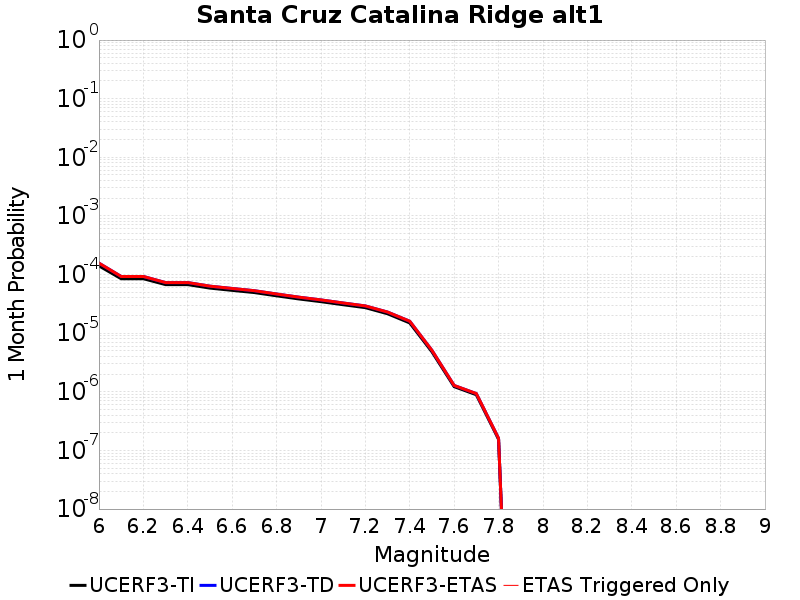 Santa Cruz Catalina Ridge alt1
10^0
10^-1
10^-2
10^-3
10^-4
10^-5
10^-6
10^-7
10^-8
1 Month Probability
6 6.2 6.4 6.6 6.8 7 7.2 7.4 7.6 7.8 8 8.2 8.4 8.6 8.8 9
Magnitude
UCERF3-TI UCERF3-TD UCERF3-ETAS ETAS Triggered Only